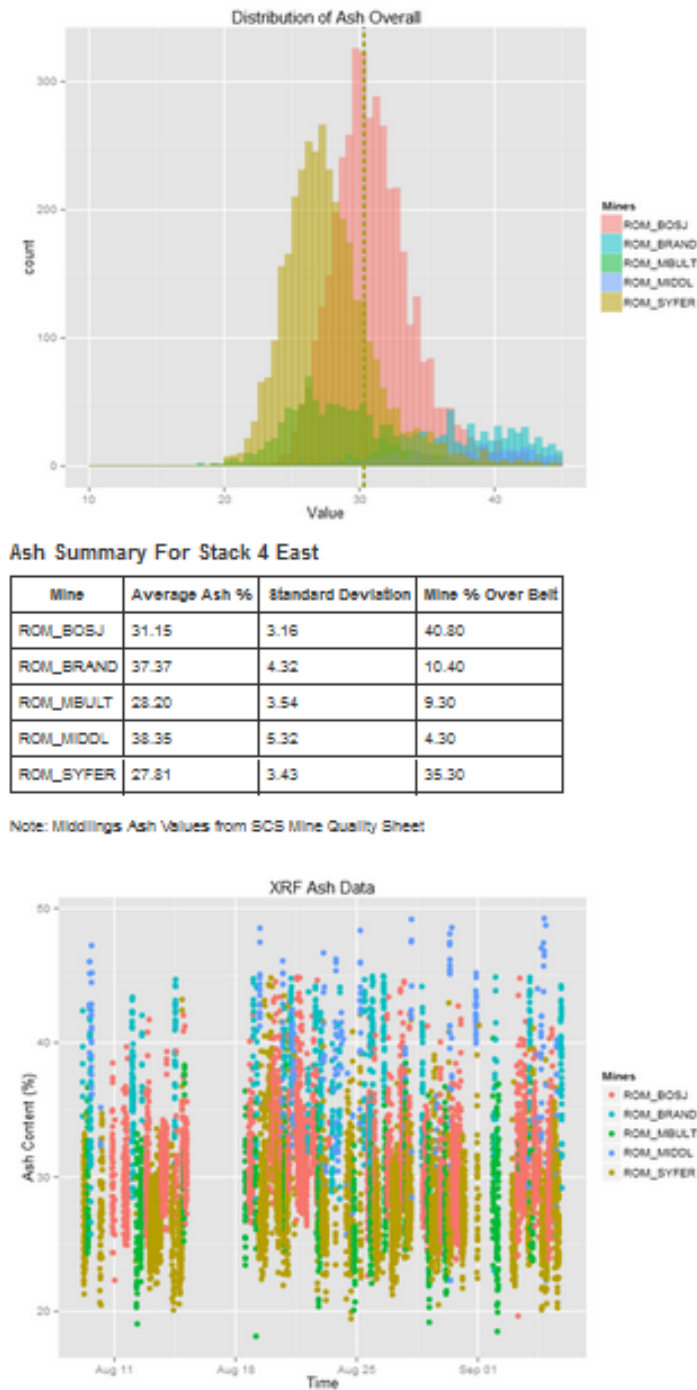 Distribution of Ash Overall
300
200
100
0
count
10 20 30 40
Value
Mines
ROM_BOSJ
ROM_BRAND
ROM_MBULT
ROM_MIDDL
ROM_SYFER
Ash Summary For Stack 4 East
Mine Average Ash % Standard Deviation Mine % Over Belt
ROM_BOSJ 31.15 3.16 40.80
ROM_BRAND 37.37 4.32 10.40
ROM_MBULT 28.20 3.54 9.30
ROM_MIDDL 38.35 5.32 4.30
ROM_SYFER 27.81 3.43 35.30
Note: Middlings Ash Values from SCS Mine Quality Sheet
XRF Ash Data
50
40
30
20
Ash Content (%)
Aug 11 Aug 18 Aug 25 Sep 01
Time
Mines
ROM_BOSJ
ROM_BRAND
ROM_MBULT
ROM_MIDDL
ROM_SYFER